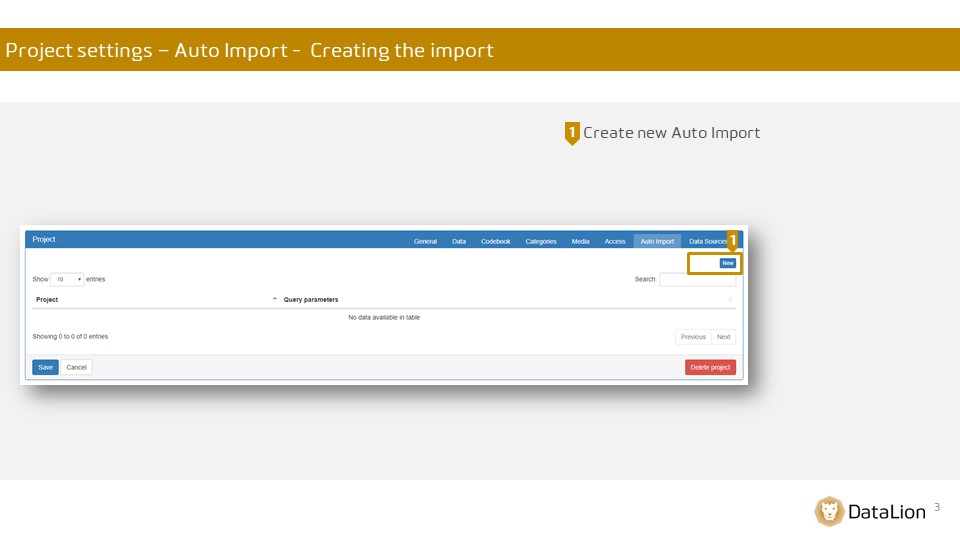 Project settings – Auto Import - Creating the import
1 Create new Auto Import
Project General Data Codebook Categories Media Access Auto Import Data Sources 1
New
Show 10 entries Search:
Project Query parameters
No data available in table
Showing 0 to 0 of 0 entries Previous Next
Save Cancel Delete project
DataLion 3